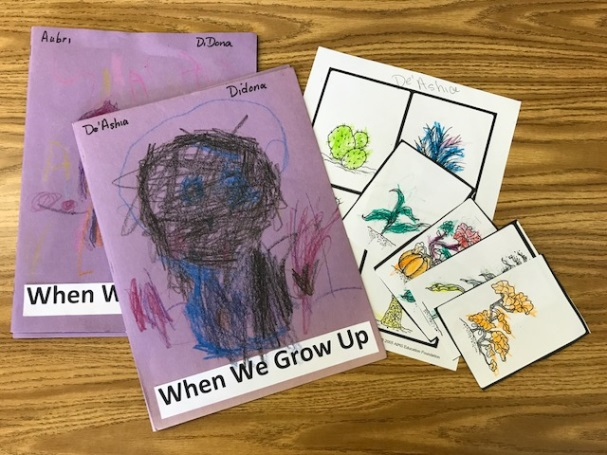 Aubri DiDona
When W
De'Ashia Didona
When We Grow Up
De'Ashia